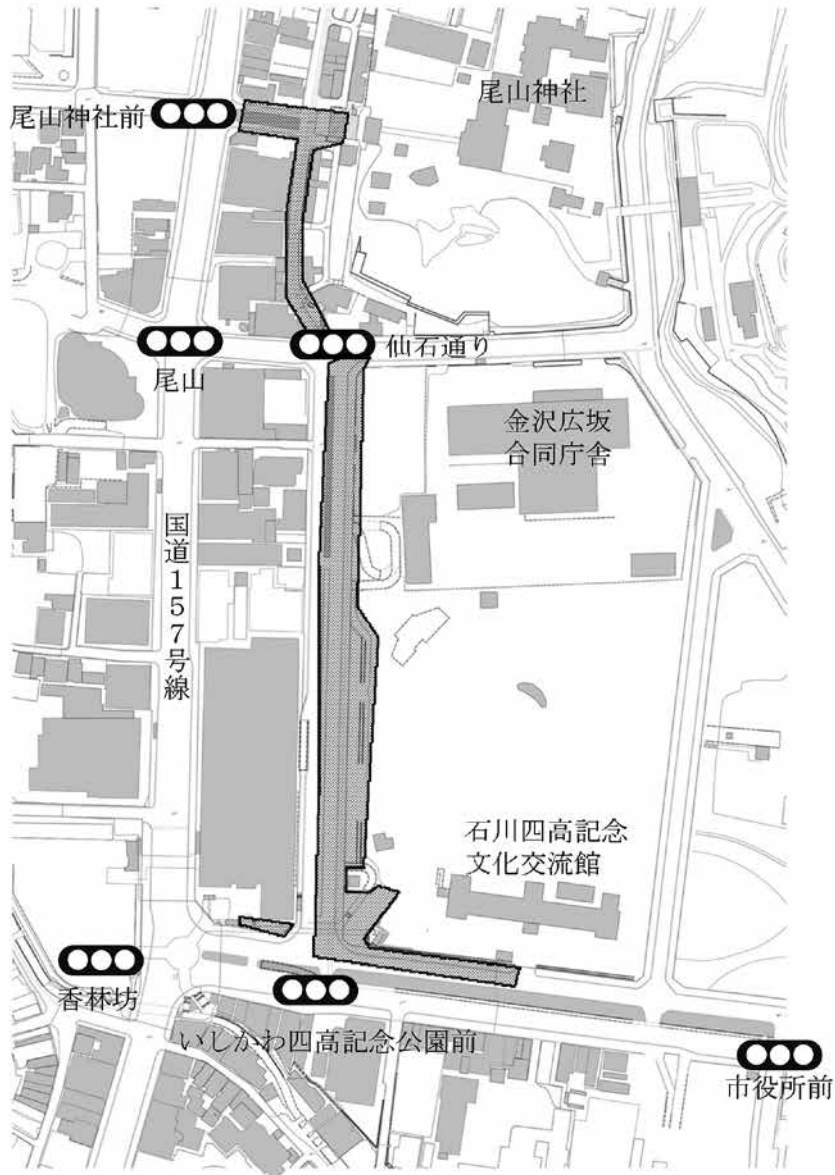 尾山神社前
尾山神社
尾山
仙石通り
金沢広坂
合同庁舎
国道157号線
石川四高記念
文化交流館
香林坊
いしかわ四高記念公園前
市役所前